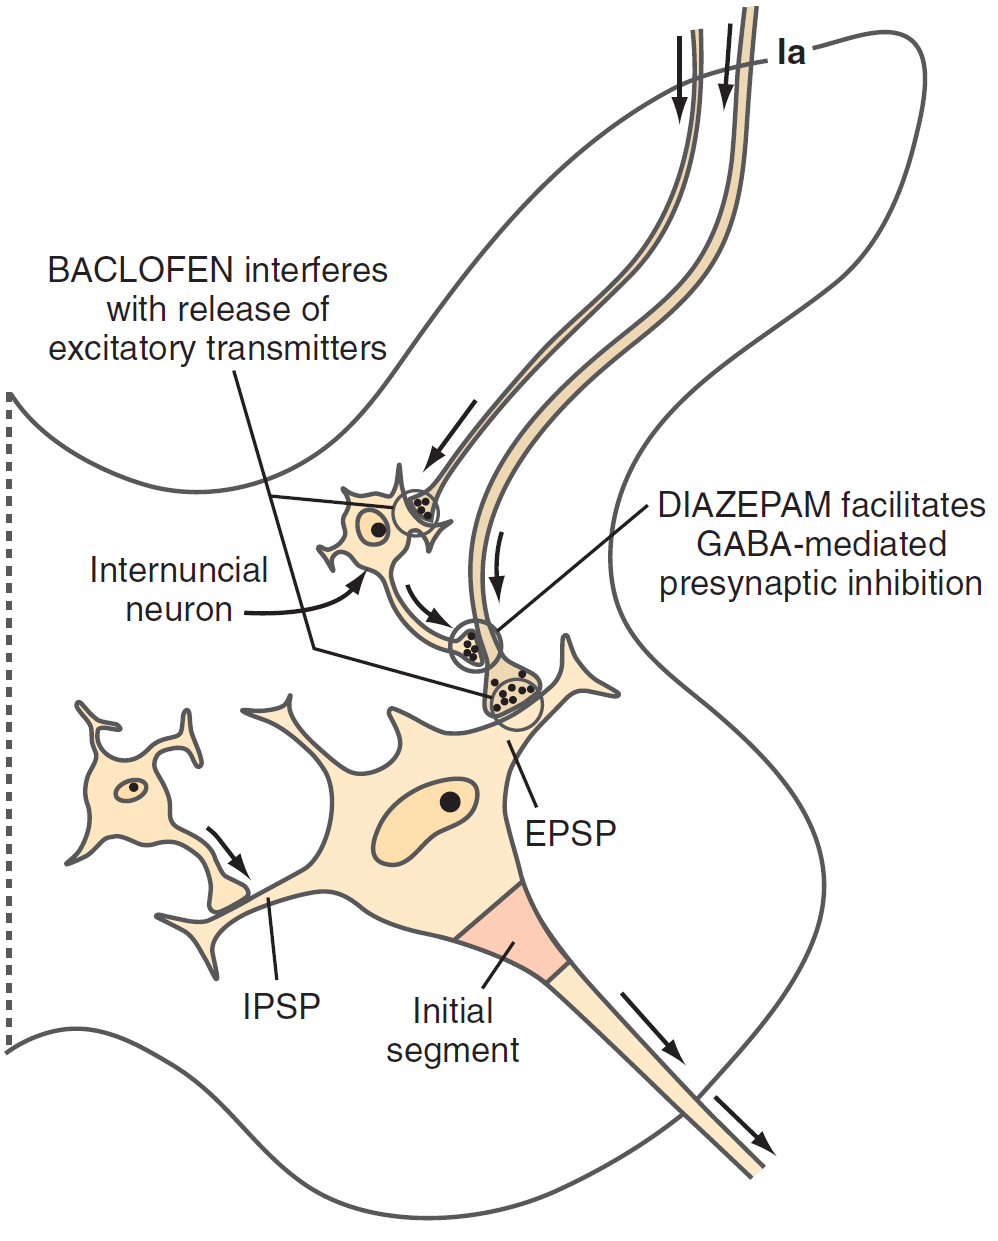 Ia
BACLOFEN interferes
with release of
excitatory transmitters
DIAZEPAM facilitates
GABA-mediated
presynaptic inhibition
Internuncial
neuron
EPSP
IPSP
Initial
segment